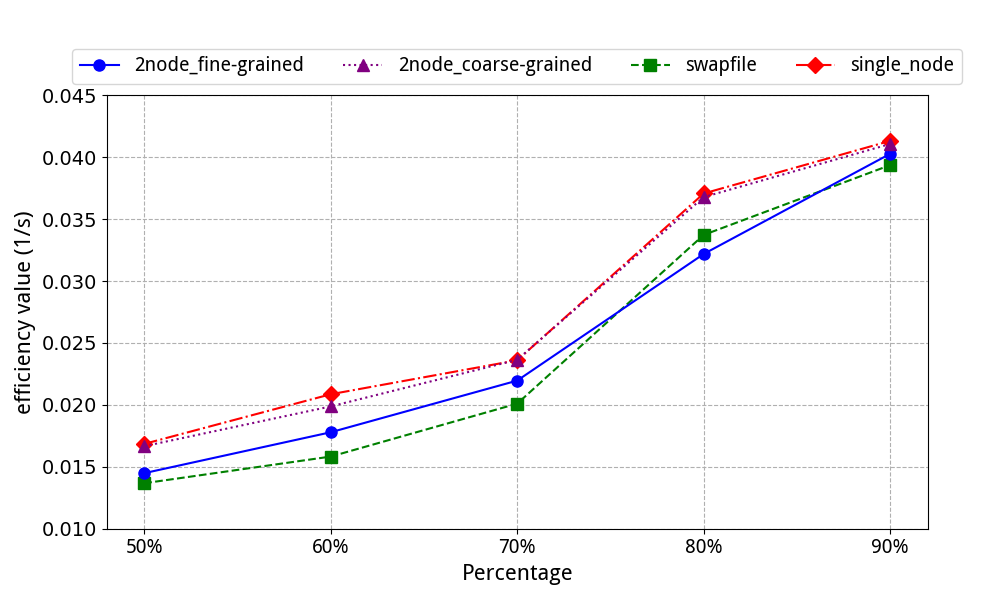 2node_fine-grained 2node_coarse-grained swapfile single_node
0.045
0.040
0.035
0.030
0.025
0.020
0.015
0.010
efficiency value (1/s)
50% 60% 70% 80% 90%
Percentage